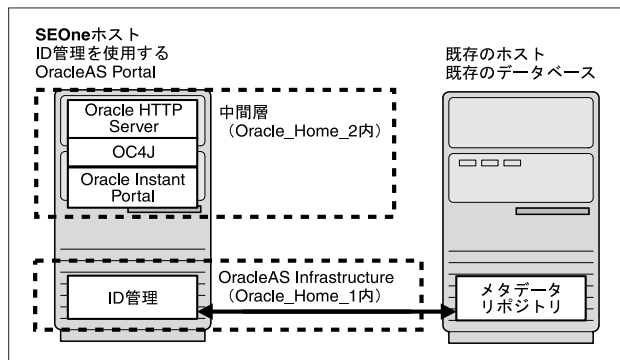 SEOneホスト
ID管理を使用する
OracleAS Portal
既存のホスト
既存のデータベース
Oracle HTTP
Server
OC4J
Oracle Instant
Portal
中間層
（Oracle_Home_2内）
ID管理
OracleAS Infrastructure
（Oracle_Home_1内）
メタデータ
リポジトリ